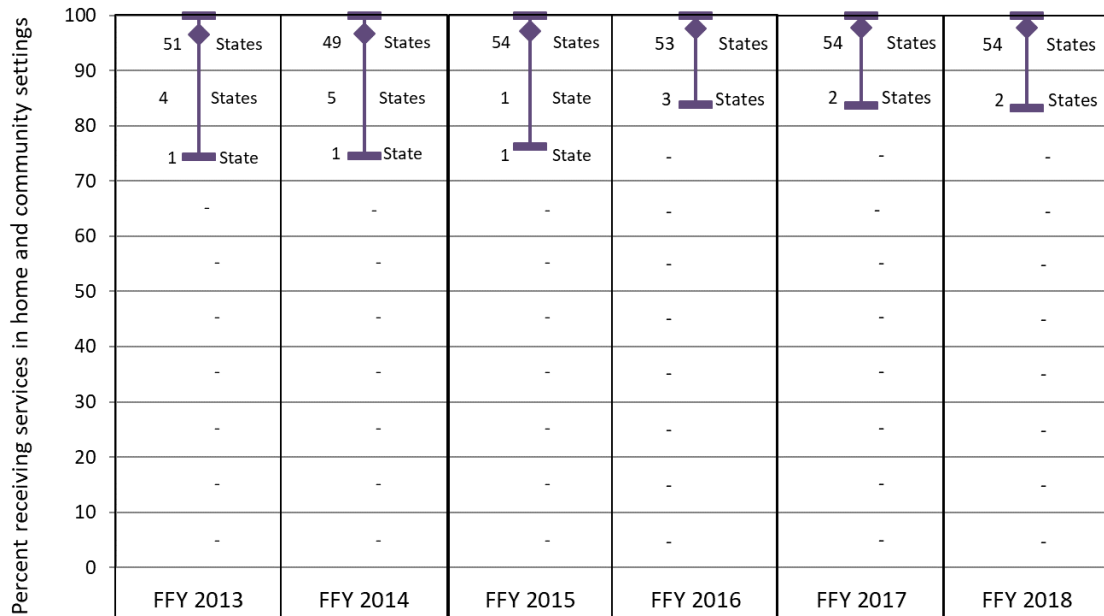 Percent receiving services in home and community settings
100
51 States 49 States 54 States 53 States 54 States 54 States
90
4 States 5 States 1 State 3 States 2 States 2 States
80
1 State 1 State 1 State - - -
70
- - - - - -
60
- - - - - -
50
- - - - - -
40
- - - - - -
30
- - - - - -
20
- - - - - -
10
- - - - - -
0
FFY 2013 FFY 2014 FFY 2015 FFY 2016 FFY 2017 FFY 2018